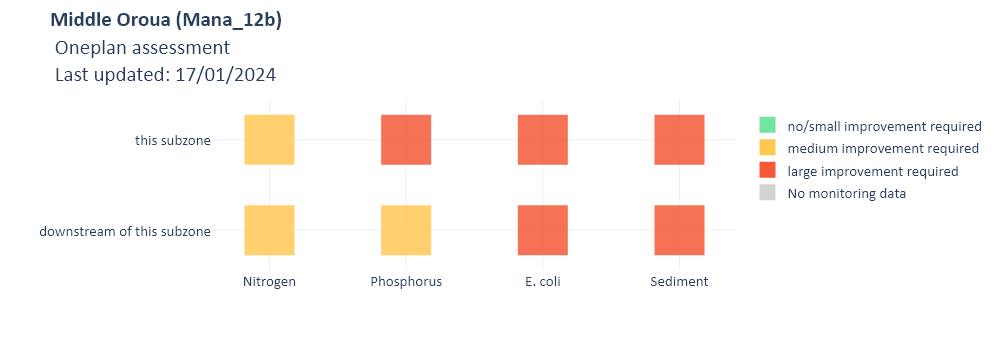 Middle Oroua (Mana_12b)
Oneplan assessment
Last updated: 17/01/2024
this subzone
downstream of this subzone
Nitrogen
Phosphorus
E. coli
Sediment
no/small improvement required
medium improvement required
large improvement required
No monitoring data